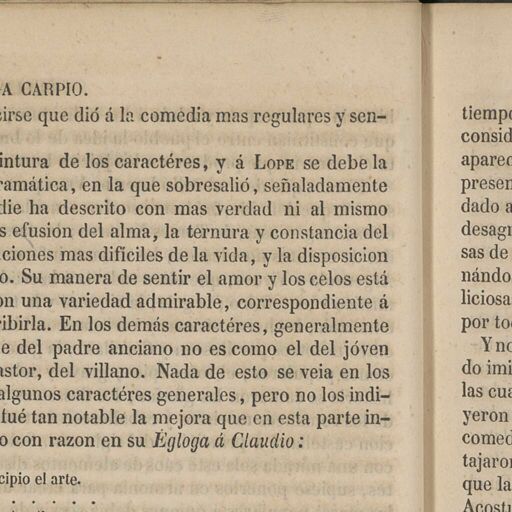 A CARPIO.
cirse que dió á la comedia mas regulares y sen-
intura de los caractéres, y á LOPE se debe la
ramática, en la que sobresalió, señaladamente
die ha descrito con mas verdad ni al mismo
s efusion del alma, la ternura y constancia del
ciones mas difíciles de la vida, y la disposicion
o. Su manera de sentir el amor y los celos está
on una variedad admirable, correspondiente á
ribirla. En los demás caractéres, generalmente
e del padre anciano no es como el del jóven
astor, del villano. Nada de esto se veia en los
algunos caractéres generales, pero no los indi-
fué tan notable la mejora que en esta parte in-
o con razon en su Égloga á Claudio:
cipio el arte.
tiempo
consid
aparec
presen
dado a
desagr
sas de
nándos
liciosa
por to
Y no
do imi
las cua
yeron
comed
tajaron
que la
Acost